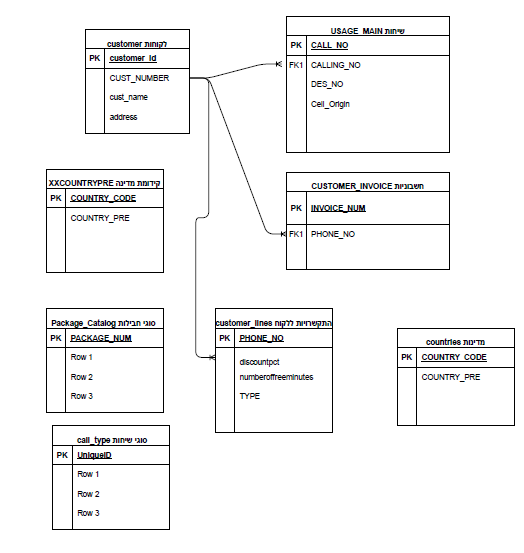 customer לקוחות
PK customer_id
CUST_NUMBER
cust_name
address
USAGE_MAIN שיחות
PK CALL_NO
FK1 CALLING_NO
DES_NO
Cell_Origin
XXCOUNTRYPRE קידומת מדינה
PK COUNTRY_CODE
COUNTRY_PRE
CUSTOMER_INVOICE חשבוניות
PK INVOICE_NUM
FK1 PHONE_NO
Package_Catalog סוגי חבילות
PK PACKAGE_NUM
Row 1
Row 2
Row 3
customer_lines התקשרויות ללקוח
PK PHONE_NO
discountpct
numberoffreeminutes
TYPE
countries מדינות
PK COUNTRY_CODE
COUNTRY_PRE
call_type סוגי שיחות
PK UniqueID
Row 1
Row 2
Row 3